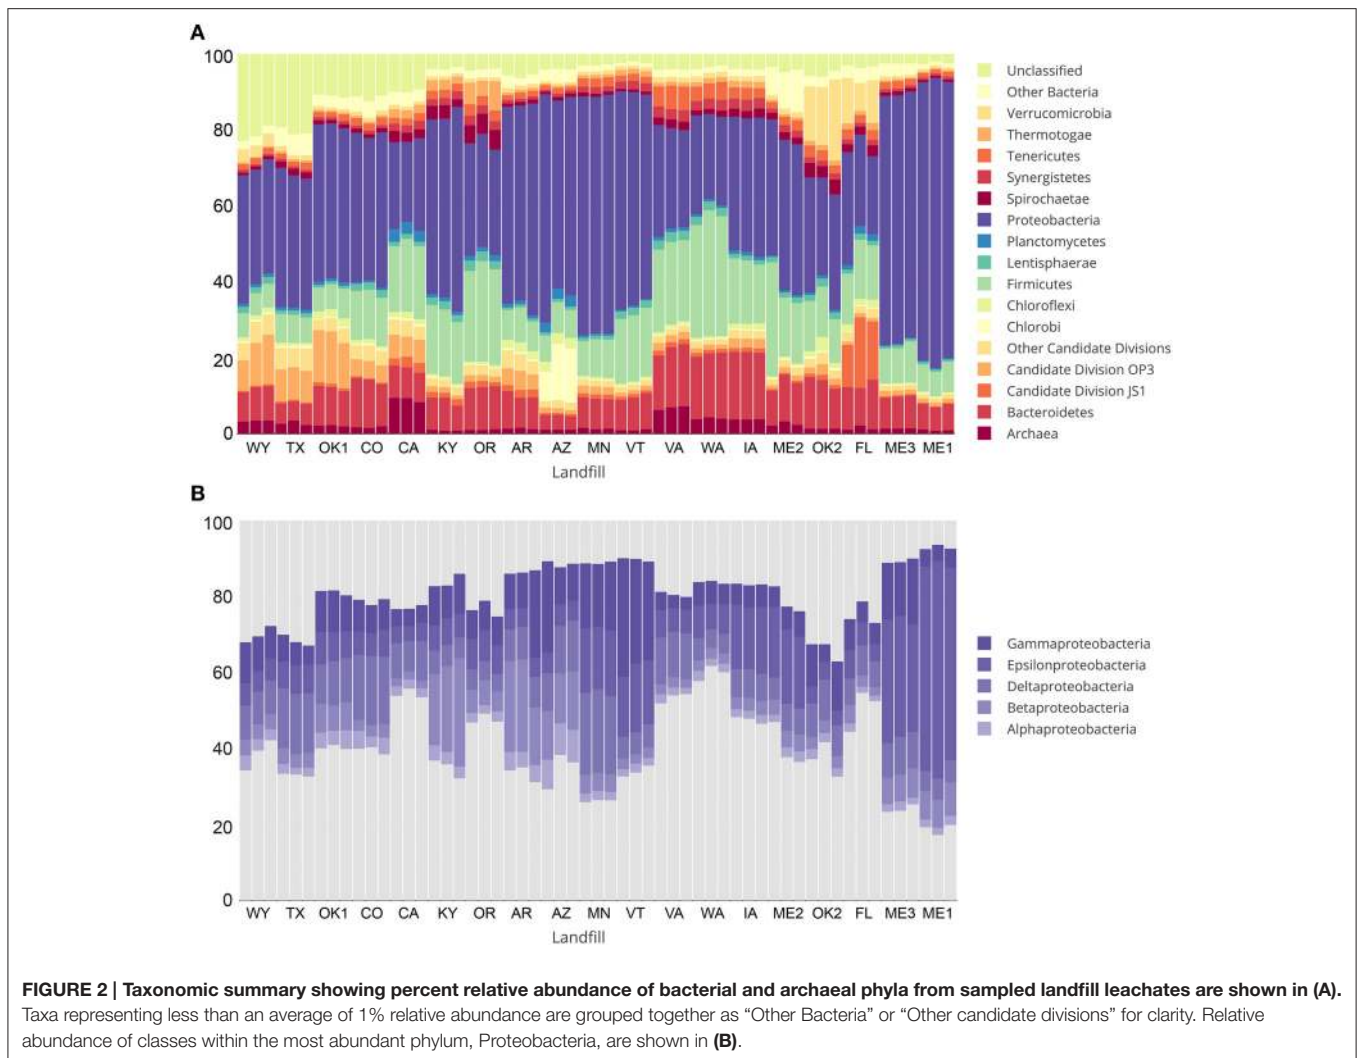 A
100
80
60
40
20
0
WY TX OK1 CO CA KY OR AR AZ MN VT VA WA IA ME2 OK2 FL ME3 ME1
Landfill
Unclassified
Other Bacteria
Verrucomicrobia
Thermotogae
Tenericutes
Synergistetes
Spirochaetae
Proteobacteria
Planctomycetes
Lentisphaerae
Firmicutes
Chloroflexi
Chlorobi
Other Candidate Divisions
Candidate Division OP3
Candidate Division JS1
Bacteroidetes
Archaea
B
100
80
60
40
20
0
WY TX OK1 CO CA KY OR AR AZ MN VT VA WA IA ME2 OK2 FL ME3 ME1
Landfill
Gammaproteobacteria
Epsilonproteobacteria
Deltaproteobacteria
Betaproteobacteria
Alphaproteobacteria
FIGURE 2 | Taxonomic summary showing percent relative abundance of bacterial and archaeal phyla from sampled landfill leachates are shown in (A).
Taxa representing less than an average of 1% relative abundance are grouped together as “Other Bacteria” or “Other candidate divisions” for clarity. Relative
abundance of classes within the most abundant phylum, Proteobacteria, are shown in (B).